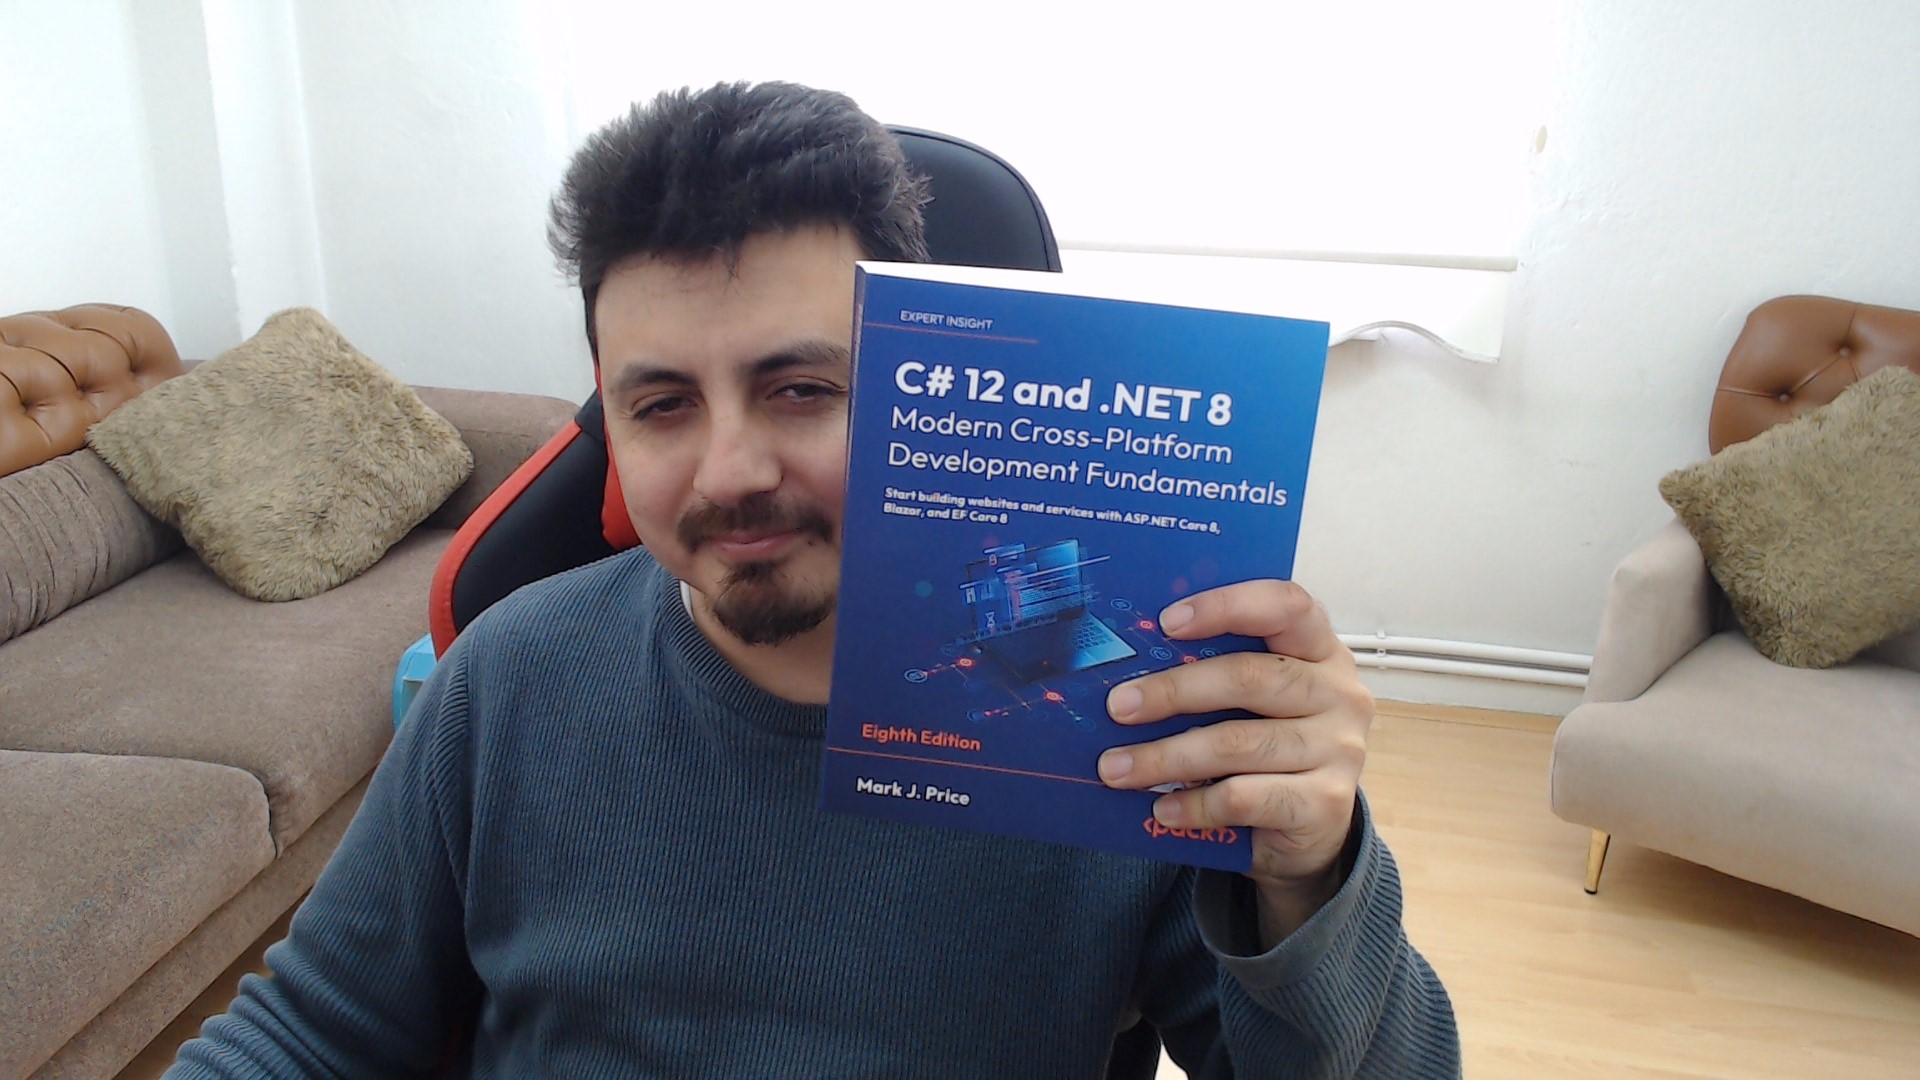 EXPERT INSIGHT
C# 12 and .NET 8
Modern Cross-Platform
Development Fundamentals
Start building websites and services with ASP.NET Core 8,
Blazor, and EF Core 8
Eighth Edition
Mark J. Price
<packt>